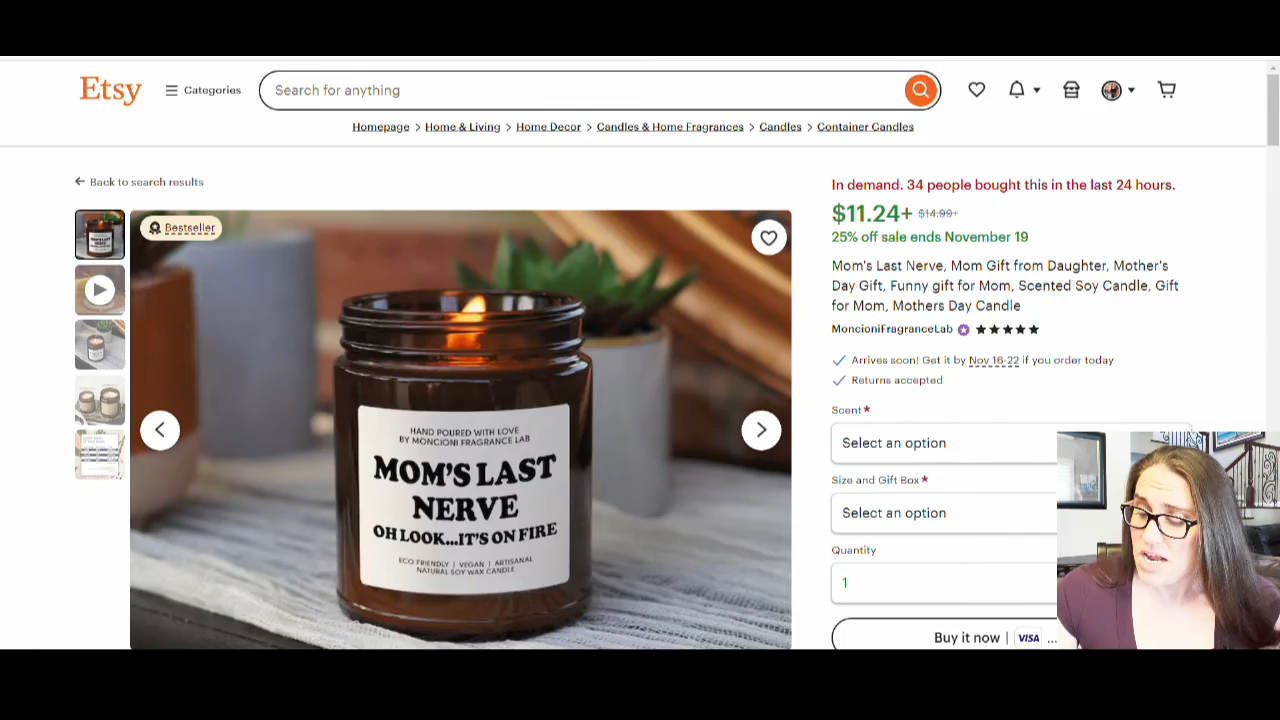 Etsy
Categories
Search for anything
Homepage > Home & Living > Home Decor > Candles & Home Fragrances > Candles > Container Candles
Back to search results
Bestseller
HAND POURED WITH LOVE
BY MONCIONI FRAGRANCE LAB
MOM'S LAST
NERVE
OH LOOK...IT'S ON FIRE
ECO FRIENDLY | VEGAN | ARTISANAL
NATURAL SOY WAX CANDLE
In demand. 34 people bought this in the last 24 hours.
$11.24+ $14.99+
25% off sale ends November 19
Mom's Last Nerve, Mom Gift from Daughter, Mother's
Day Gift, Funny gift for Mom, Scented Soy Candle, Gift
for Mom, Mothers Day Candle
MoncioniFragranceLab
Arrives soon! Get it by Nov 16-22 if you order today
Returns accepted
Scent*
Select an option
Size and Gift Box*
Select an option
Quantity
1
Buy it now | VISA ...